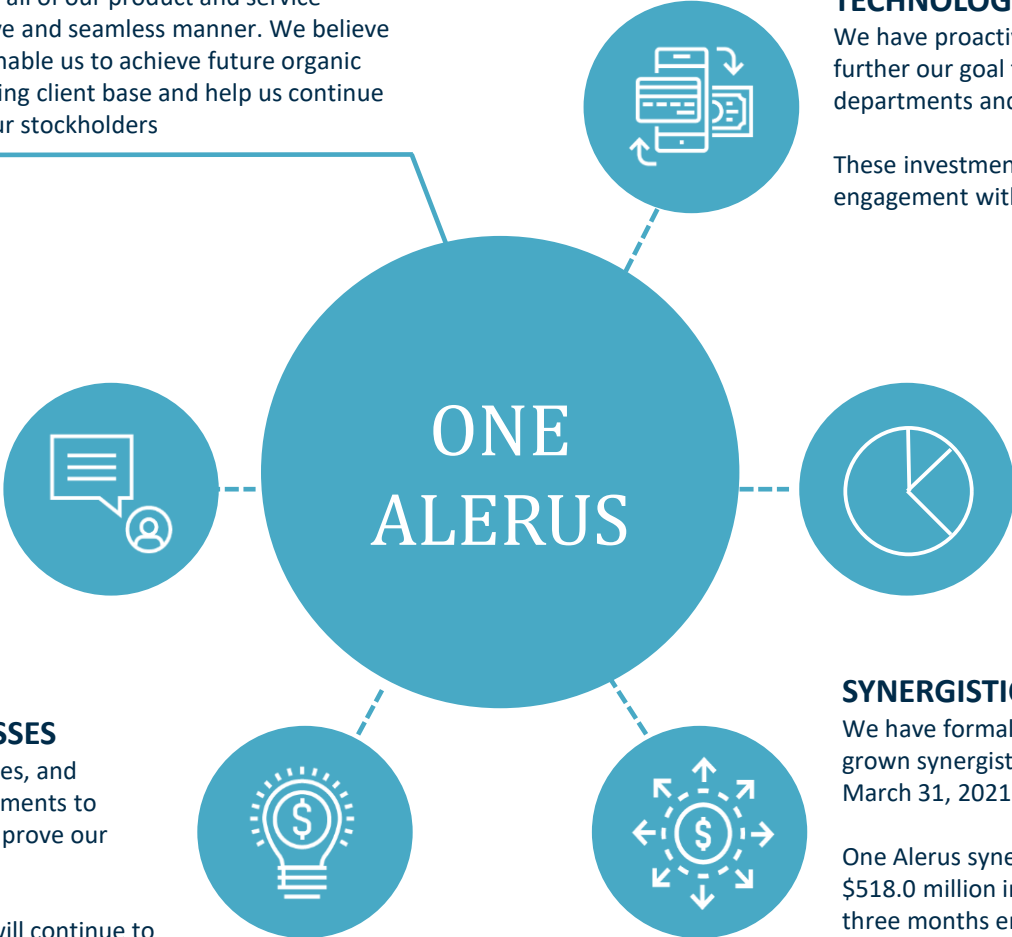 all of our product and service
ve and seamless manner. We believe
nable us to achieve future organic
ing client base and help us continue
ur stockholders
TECHNOLOG
We have proactiv
further our goal t
departments and
These investmen
engagement with
ONE
ALERUS
SSES
es, and
ments to
prove our
will continue to
SYNERGISTIC
We have formal
grown synergist
March 31, 2021
One Alerus syne
$518.0 million in
three months en